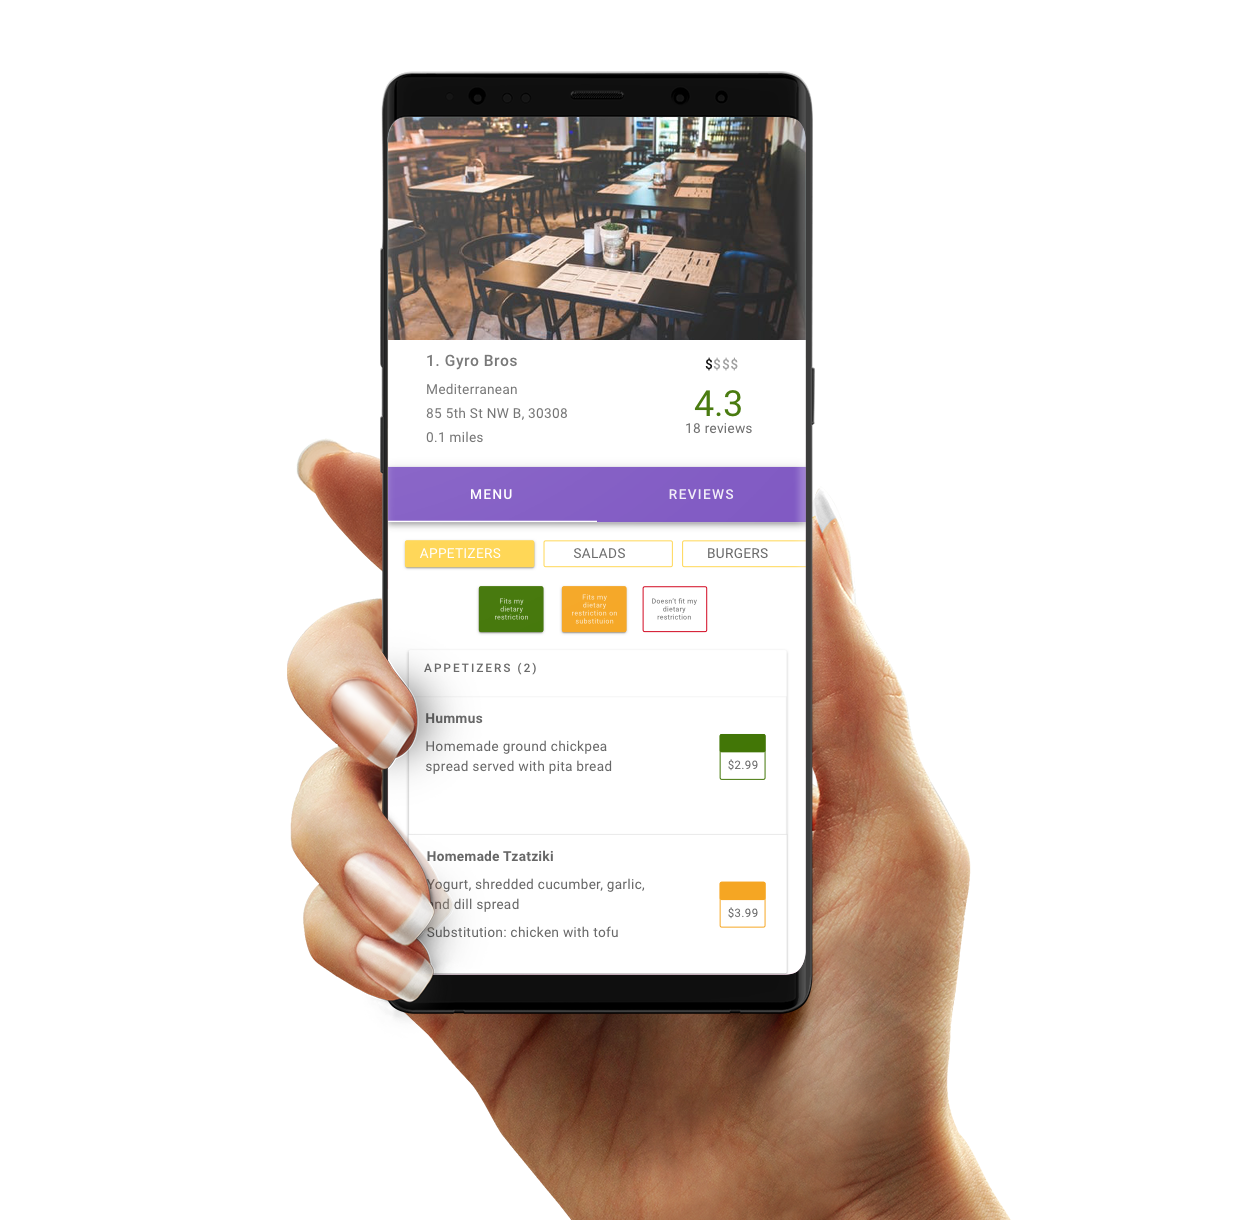 1. Gyro Bros
$$$$
Mediterranean
4.3
85 5th St NW B, 30308
18 reviews
0.1 miles
MENU
REVIEWS
APPETIZERS
SALADS
BURGERS
Fits my
dietary
restriction
Fits my
dietary
restriction on
substituion
Doesn't fit my
dietary
restriction
APPETIZERS (2)
Hummus
Homemade ground chickpea
spread served with pita bread
$2.99
Homemade Tzatziki
Yogurt, shredded cucumber, garlic,
and dill spread
$3.99
Substitution: chicken with tofu